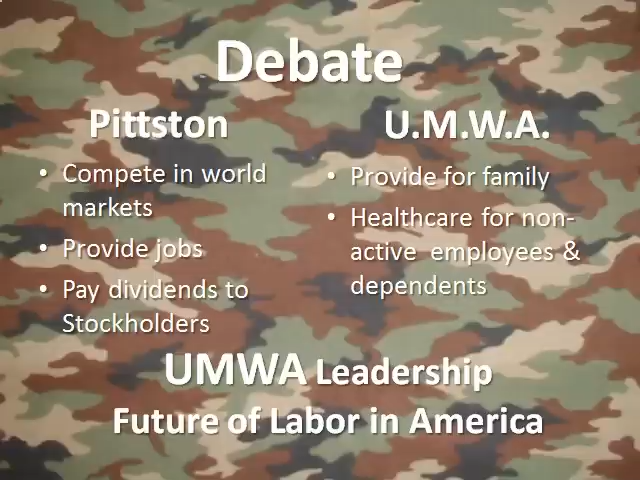 Debate
Pittston
• Compete in world
markets
• Provide jobs
• Pay dividends to
Stockholders
U.M.W.A.
• Provide for family
• Healthcare for non-
active employees &
dependents
UMWA Leadership
Future of Labor in America